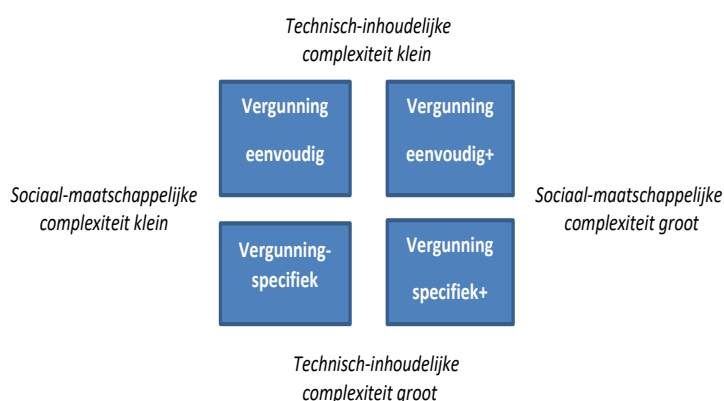 Technisch-inhoudelijke
complexiteit klein
Vergunning
eenvoudig
Vergunning
eenvoudig+
Sociaal-maatschappelijke
complexiteit klein
Sociaal-maatschappelijke
complexiteit groot
Vergunning-
specifiek
Vergunning
specifiek+
Technisch-inhoudelijke
complexiteit groot